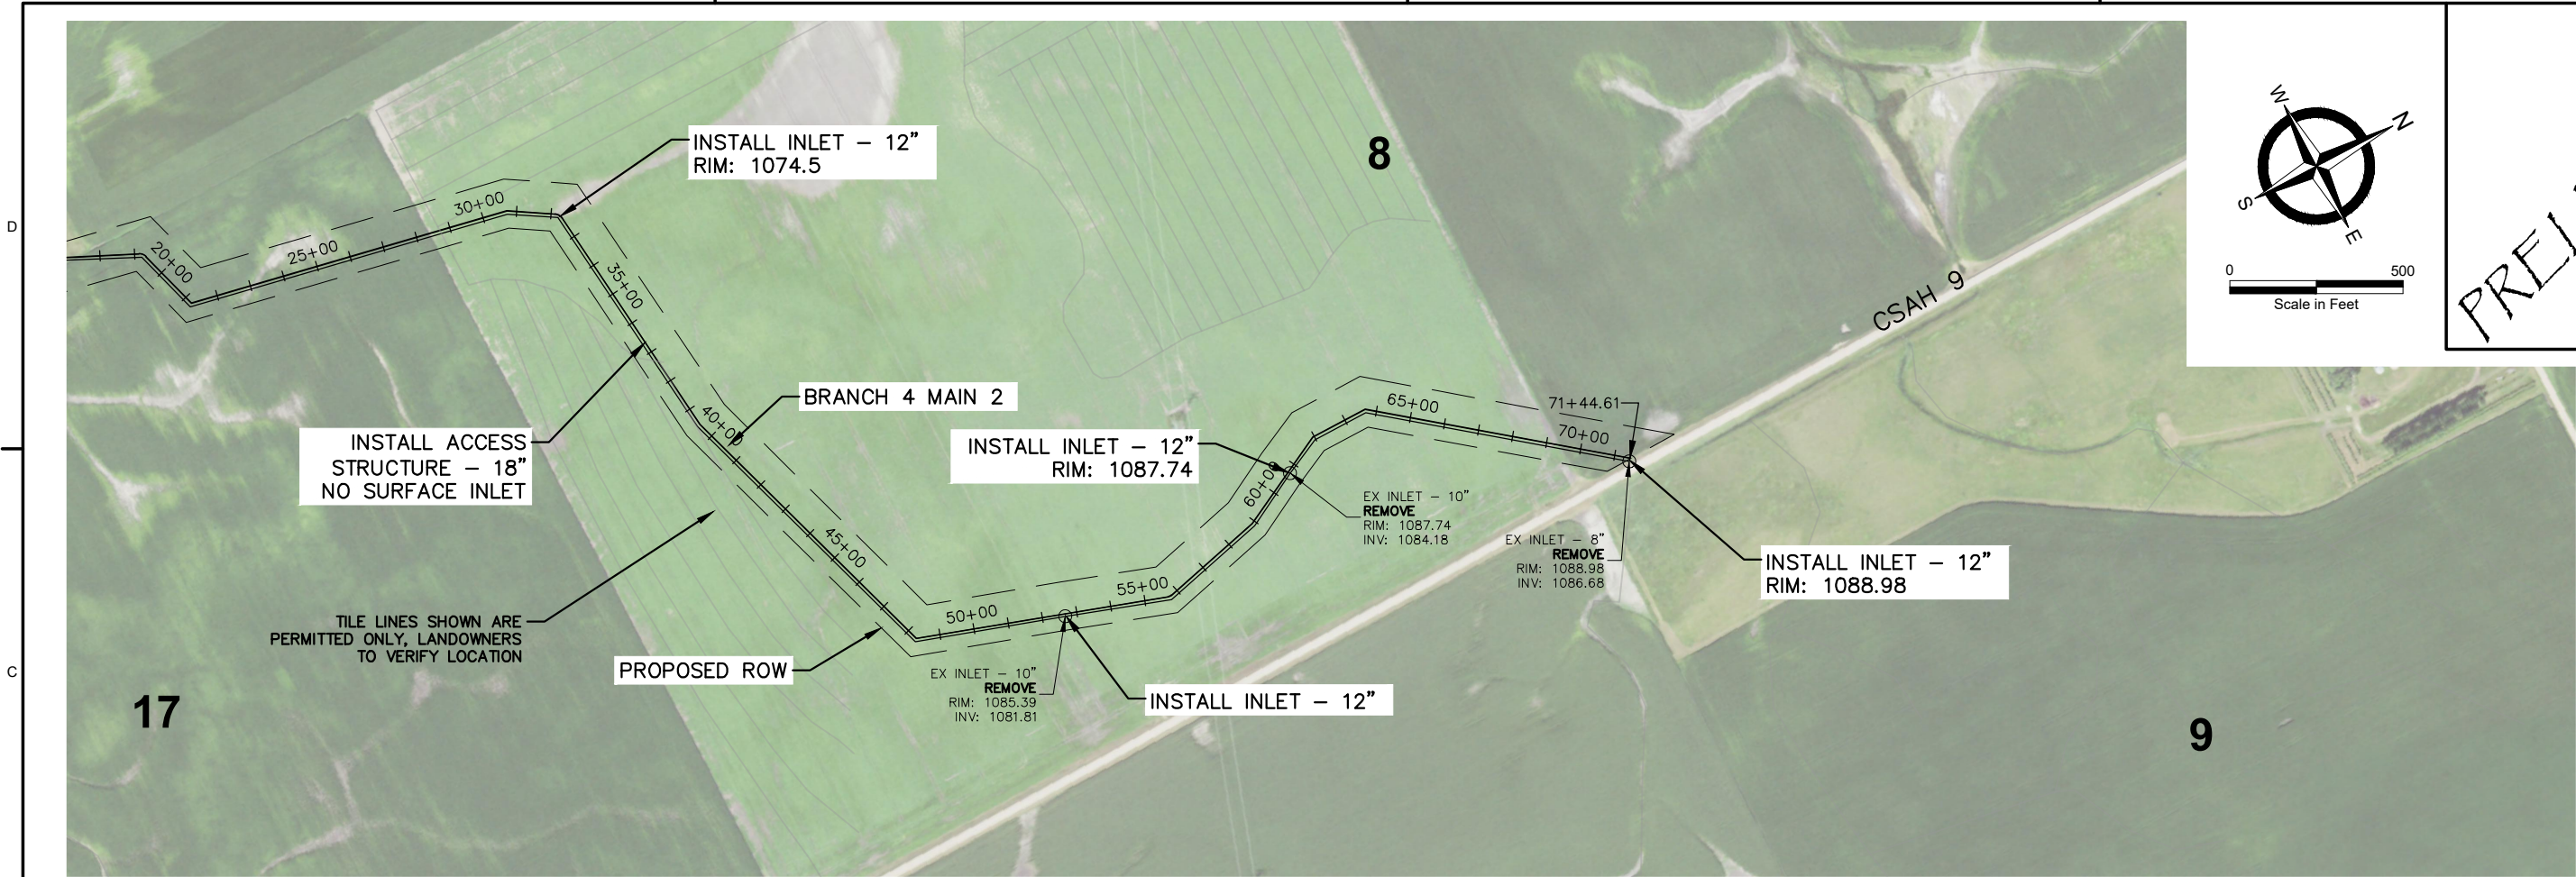 INSTALL INLET – 12"
RIM: 1074.5
8
W
N
S
E
0 500
Scale in Feet
D
20+00
25+00
30+00
35+00
40+00
45+00
50+00
55+00
60+00
65+00
70+00
71+44.61
CSAH 9
BRANCH 4 MAIN 2
INSTALL ACCESS
STRUCTURE – 18"
NO SURFACE INLET
INSTALL INLET – 12"
RIM: 1087.74
EX INLET – 10"
REMOVE
RIM: 1087.74
INV: 1084.18
EX INLET – 8"
REMOVE
RIM: 1088.98
INV: 1086.68
INSTALL INLET – 12"
RIM: 1088.98
TILE LINES SHOWN ARE
PERMITTED ONLY, LANDOWNERS
TO VERIFY LOCATION
PROPOSED ROW
EX INLET – 10"
REMOVE
RIM: 1085.39
INV: 1081.81
INSTALL INLET – 12"
C
17
9